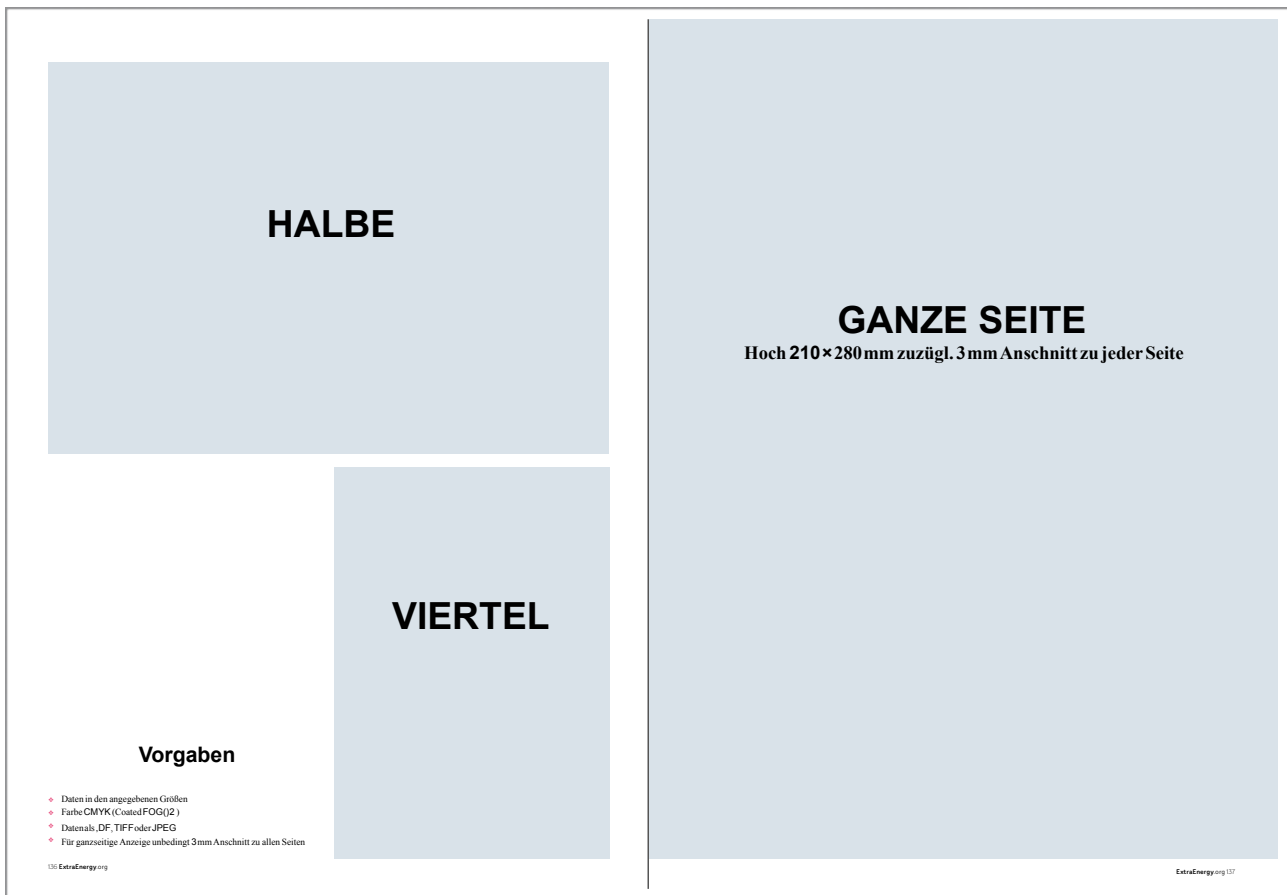 HALBE
VIERTEL
Vorgaben
Daten in den angegebenen Größen
Farbe CMYK (Coated FOG()2 )
Daten als ,DF, TIFF oder JPEG
Für ganzseitige Anzeige unbedingt 3 mm Anschnitt zu allen Seiten
136 ExtraEnergy.org
GANZE SEITE
Hoch 210 × 280 mm zuzügl. 3 mm Anschnitt zu jeder Seite
ExtraEnergy.org 137